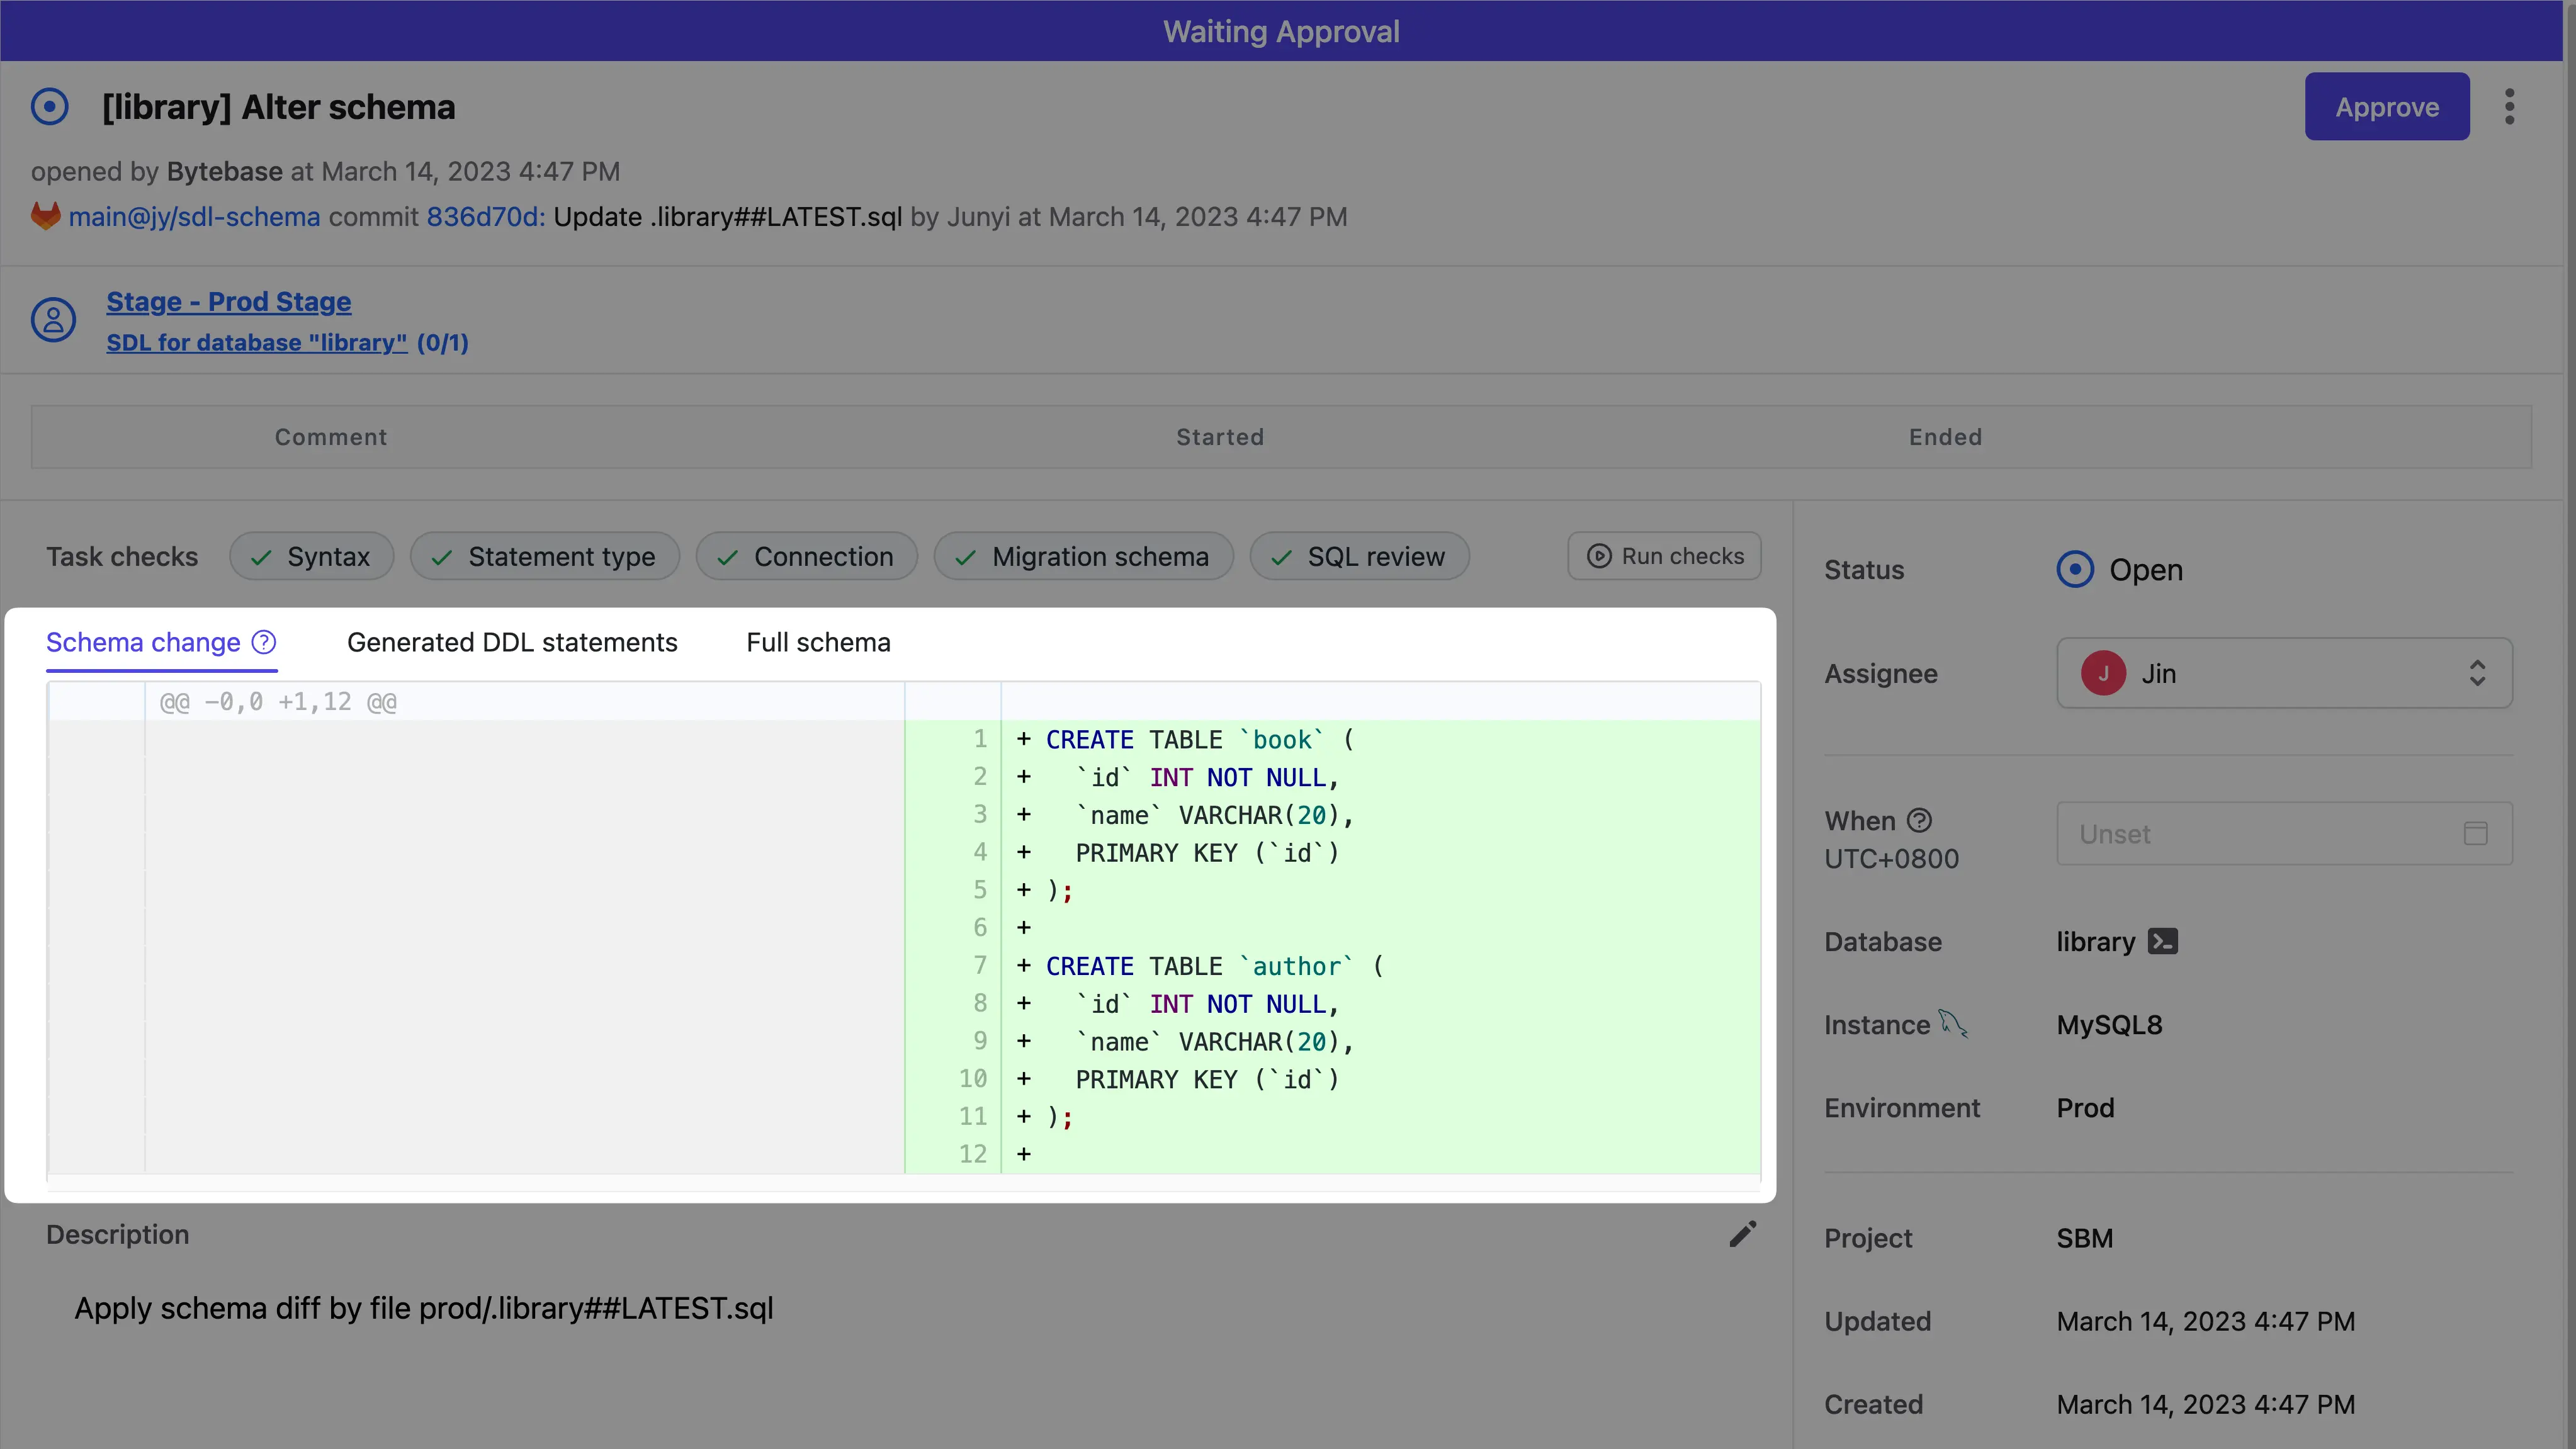 Waiting Approval
[library] Alter schema
Approve
opened by Bytebase at March 14, 2023 4:47 PM
main@jy/sdl-schema commit 836d70d: Update .library##LATEST.sql by Junyi at March 14, 2023 4:47 PM
Stage - Prod Stage
SDL for database "library" (0/1)
Comment Started Ended
Task checks Syntax Statement type Connection Migration schema SQL review Run checks
Schema change Generated DDL statements Full schema
@@ -0,0 +1,12 @@
1 + CREATE TABLE `book` (
2 + `id` INT NOT NULL,
3 + `name` VARCHAR(20),
4 + PRIMARY KEY (`id`)
5 + );
6 +
7 + CREATE TABLE `author` (
8 + `id` INT NOT NULL,
9 + `name` VARCHAR(20),
10 + PRIMARY KEY (`id`)
11 + );
12 +
Description
Apply schema diff by file prod/.library##LATEST.sql
Status Open
Assignee J Jin
When Unset
UTC+0800
Database library
Instance MySQL8
Environment Prod
Project SBM
Updated March 14, 2023 4:47 PM
Created March 14, 2023 4:47 PM